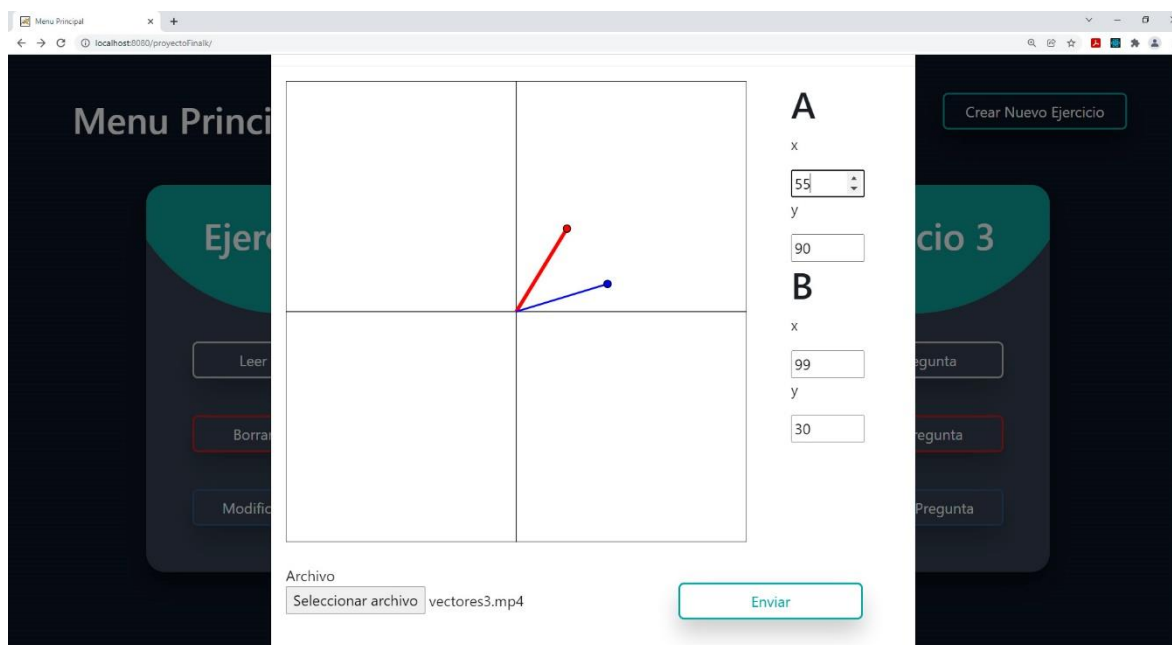 Menu Principal
localhost:8080/proyectoFinalk/
Menu Princi
Crear Nuevo Ejercicio
A
x
55
y
90
B
x
99
y
30
Ejer
cio 3
Leer
egunta
Borrar
regunta
Modific
Pregunta
Archivo
Seleccionar archivo vectores3.mp4
Enviar